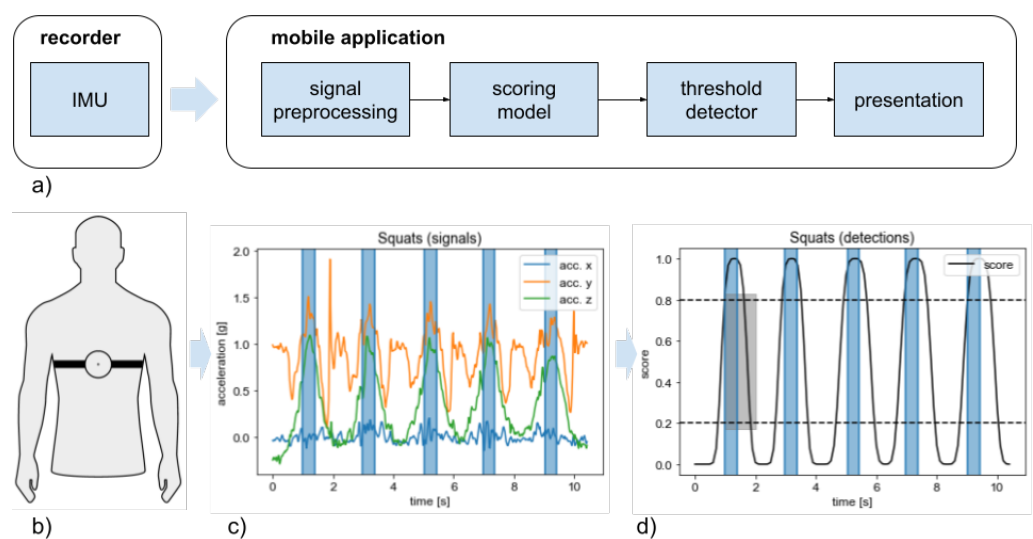 recorder
IMU
mobile application
signal
preprocessing
scoring
model
threshold
detector
presentation
a)
b)
Squats (signals)
acc. x
acc. y
acc. z
acceleration [g]
2.0
1.5
1.0
0.5
0.0
0 2 4 6 8 10
time [s]
c)
Squats (detections)
score
score
1.0
0.8
0.6
0.4
0.2
0.0
0 2 4 6 8 10
time [s]
d)